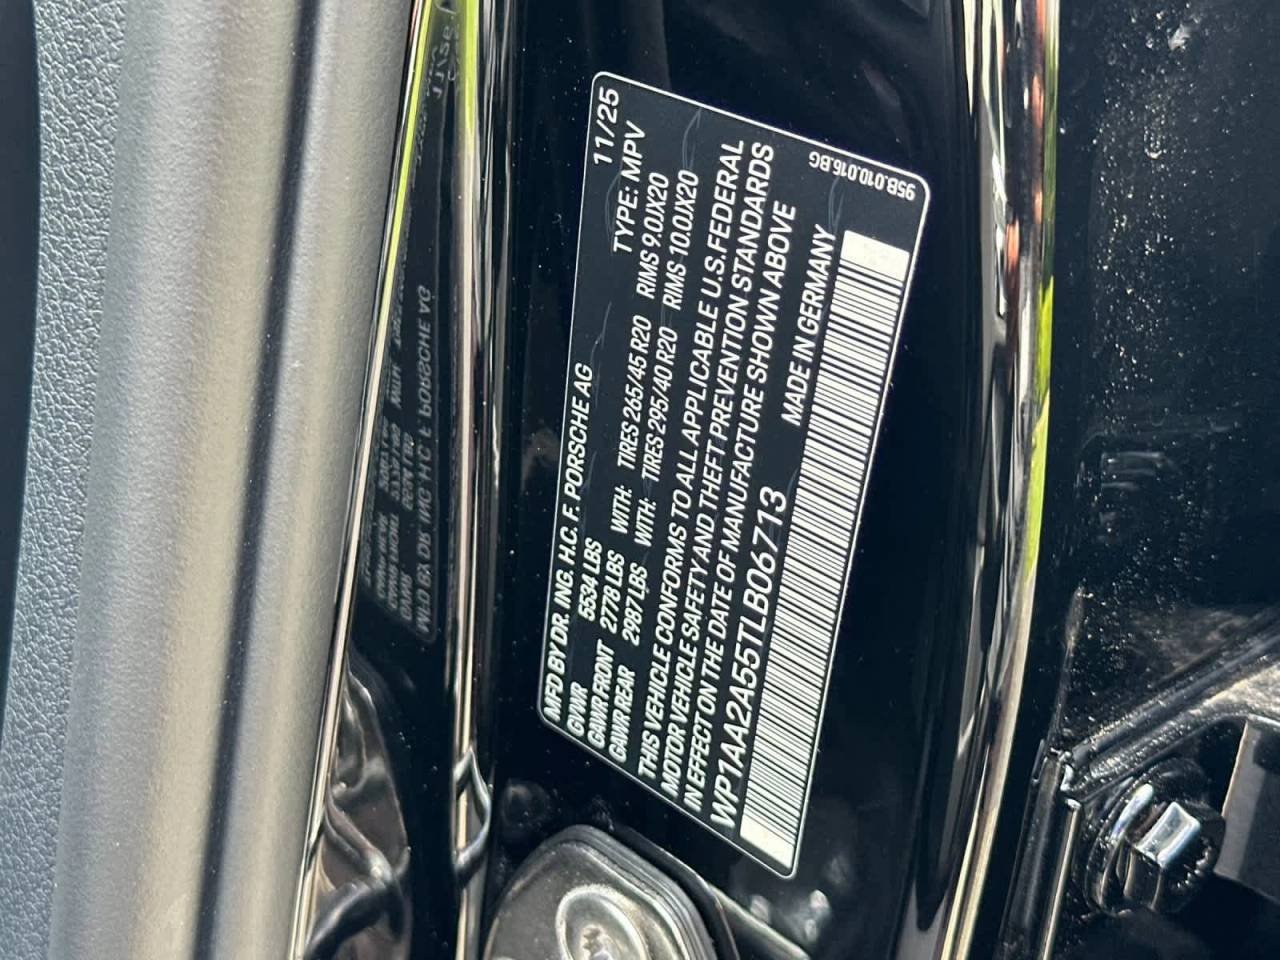 MFD BY DR. ING. H.C. F. PORSCHE AG 11/25
GVWR 5534 LBS TYPE: MPV
GAWR FRONT 2778 LBS WITH: TIRES 265/45 R20 RIMS 9.0JX20
GAWR REAR 2987 LBS WITH: TIRES 295/40 R20 RIMS 10.0JX20
THIS VEHICLE CONFORMS TO ALL APPLICABLE U.S. FEDERAL
MOTOR VEHICLE SAFETY AND THEFT PREVENTION STANDARDS
IN EFFECT ON THE DATE OF MANUFACTURE SHOWN ABOVE
WP1AA2A55TLB06713 MADE IN GERMANY
95B.010.016.BG